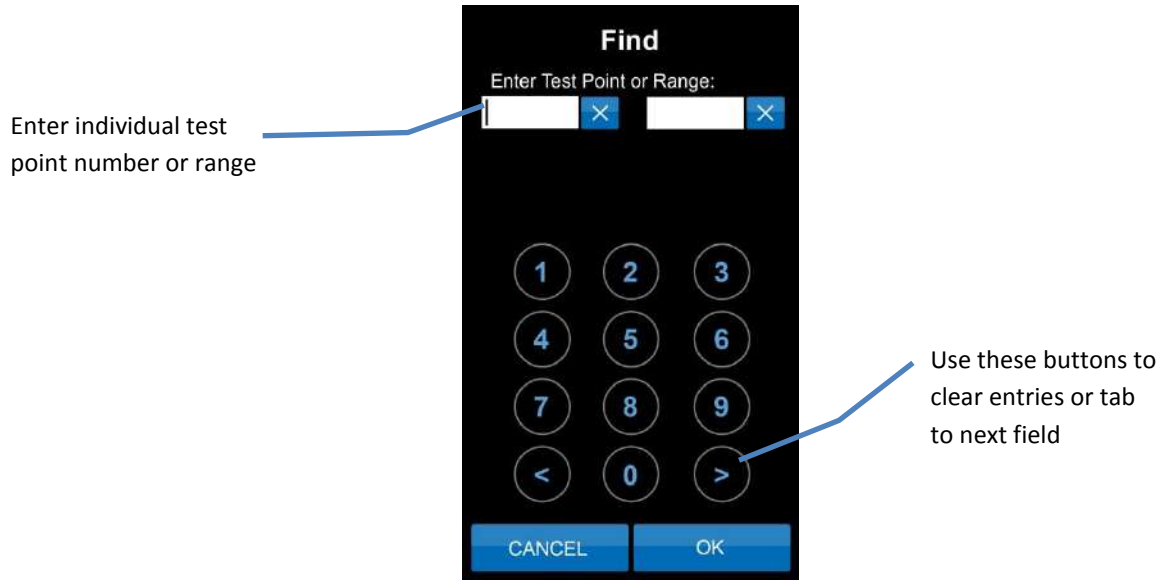 Find
Enter Test Point or Range:
Enter individual test
point number or range
1 2 3
4 5 6
7 8 9
< 0 >
Use these buttons to
clear entries or tab
to next field
CANCEL OK